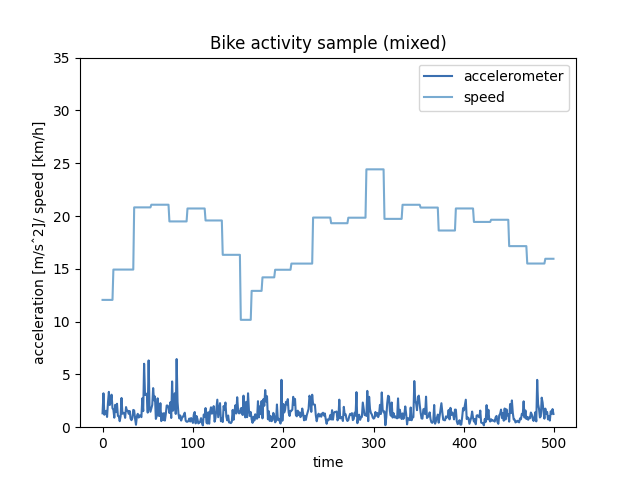 Bike activity sample (mixed)
accelerometer
speed
acceleration [m/s^2]/ speed [km/h]
35
30
25
20
15
10
5
0
0 100 200 300 400 500
time